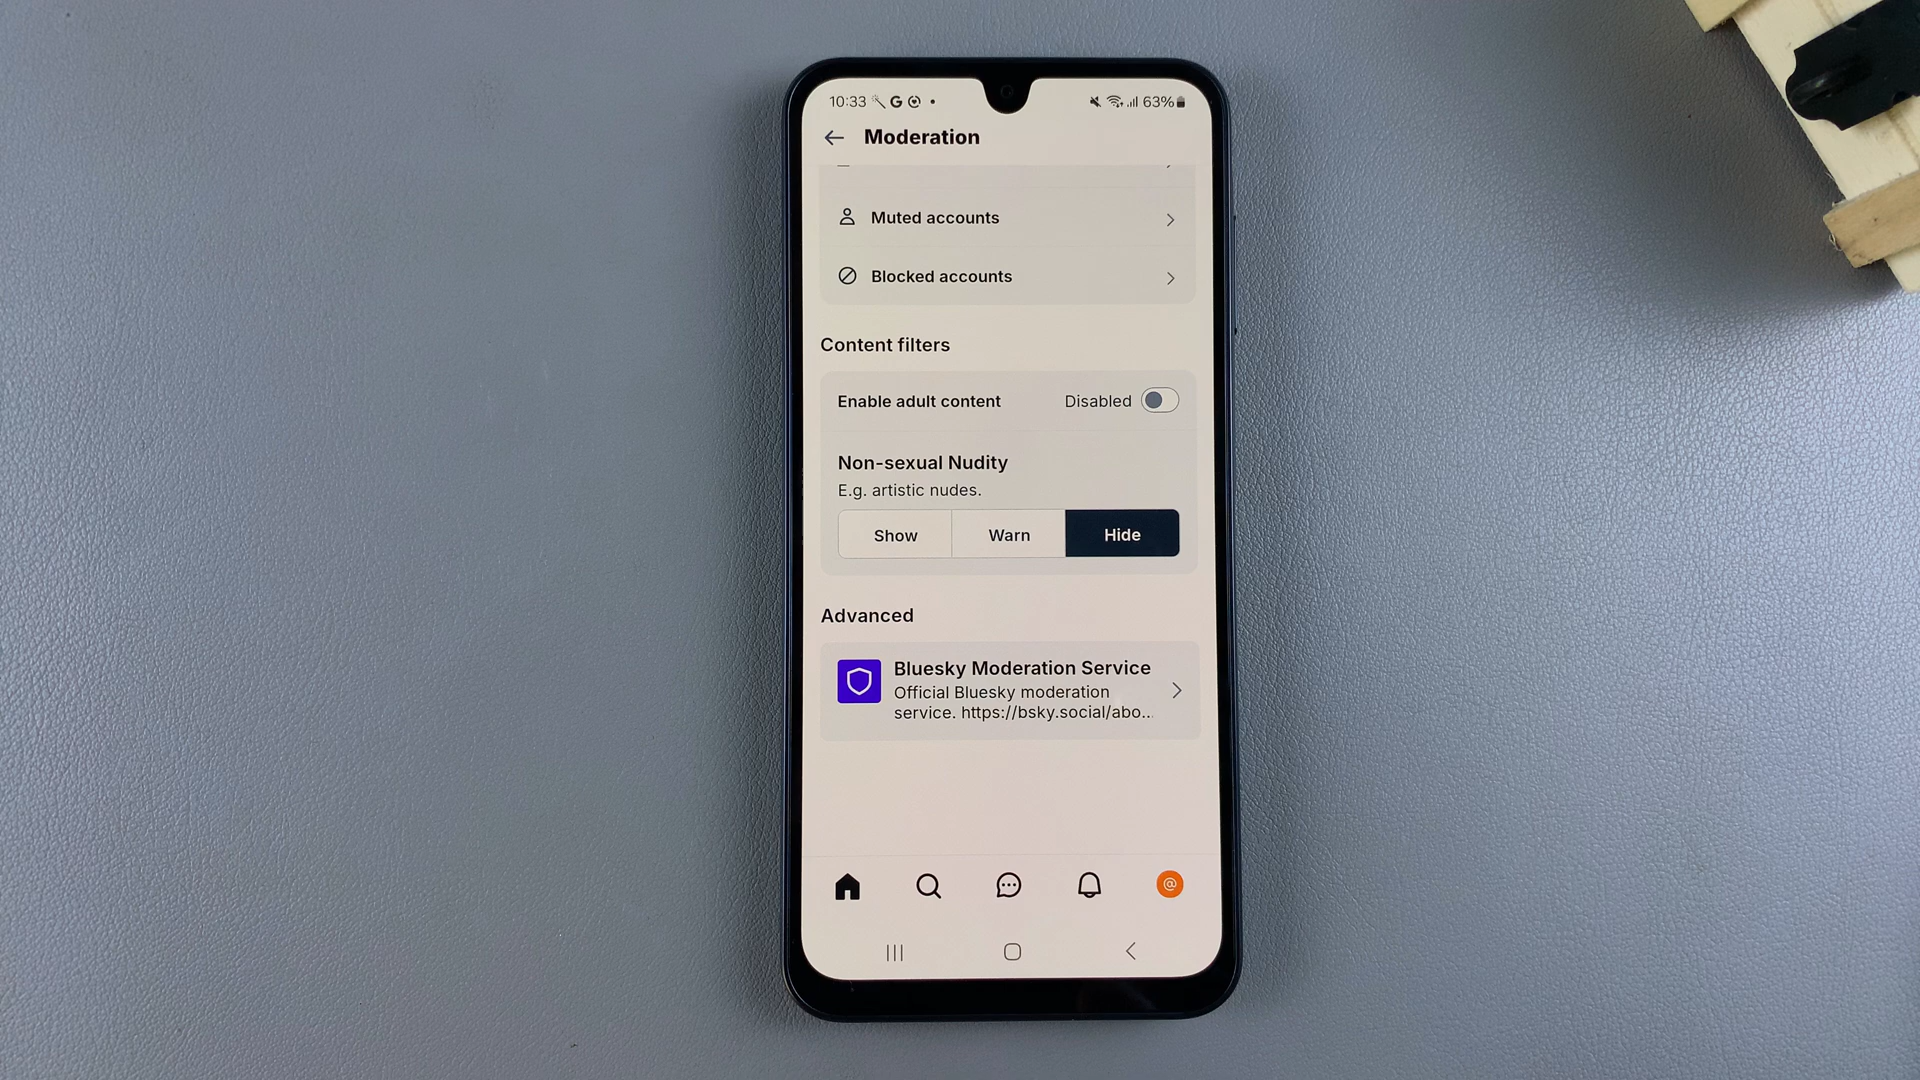 10:33 G 63%
Moderation
Muted accounts
Blocked accounts
Content filters
Enable adult content Disabled
Non-sexual Nudity
E.g. artistic nudes.
Show Warn Hide
Advanced
Bluesky Moderation Service
Official Bluesky moderation
service. https://bsky.social/abo...
@